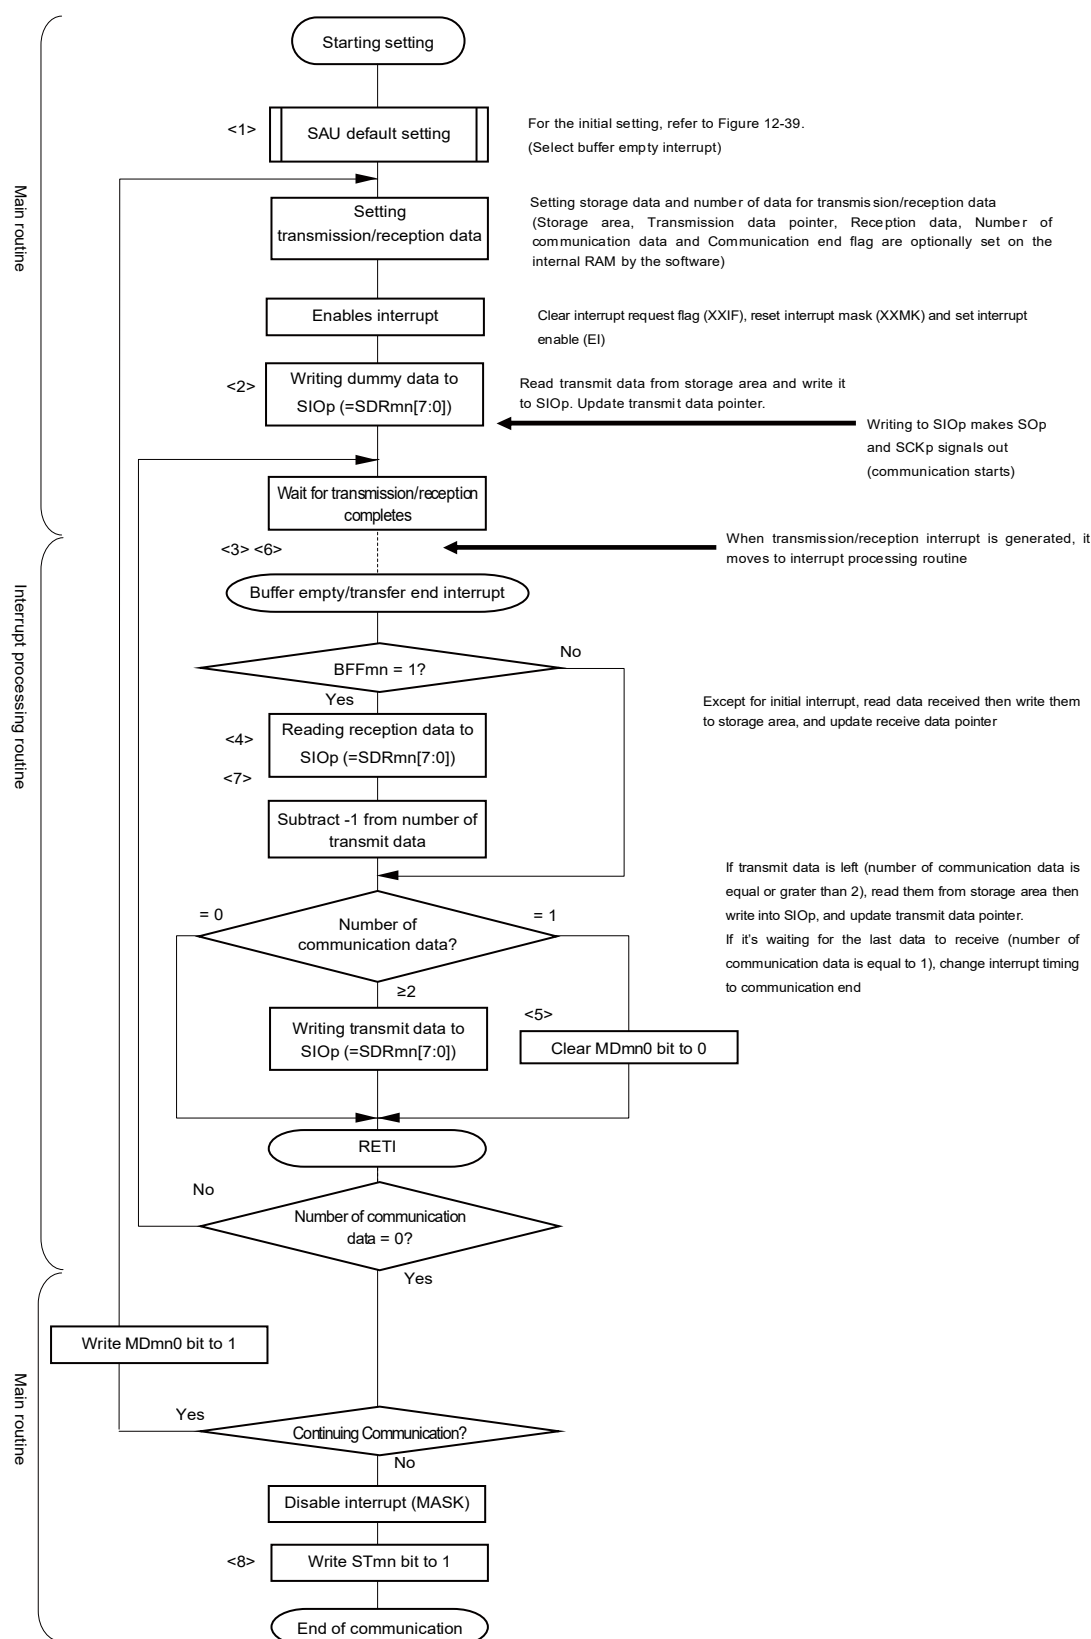 Starting setting
<1>
SAU default setting
For the initial setting, refer to Figure 12-39.
(Select buffer empty interrupt)
Main routine
Setting
transmission/reception data
Setting storage data and number of data for transmission/reception data
(Storage area, Transmission data pointer, Reception data, Number of
communication data and Communication end flag are optionally set on the
internal RAM by the software)
Enables interrupt
Clear interrupt request flag (XXIF), reset interrupt mask (XXMK) and set interrupt
enable (EI)
<2>
Writing dummy data to
SIOp (=SDRmn[7:0])
Read transmit data from storage area and write it
to SIOp. Update transmit data pointer.
Writing to SIOp makes SOp
and SCKp signals out
(communication starts)
Wait for transmission/reception
completes
<3> <6>
When transmission/reception interrupt is generated, it
moves to interrupt processing routine
Interrupt processing routine
Buffer empty/transfer end interrupt
BFFmn = 1?
No
Yes
<4>
Reading reception data to
SIOp (=SDRmn[7:0])
<7>
Except for initial interrupt, read data received then write them
to storage area, and update receive data pointer
Subtract -1 from number of
transmit data
= 0
Number of
communication data?
= 1
≥2
If transmit data is left (number of communication data is
equal or grater than 2), read them from storage area then
write into SIOp, and update transmit data pointer.
If it's waiting for the last data to receive (number of
communication data is equal to 1), change interrupt timing
to communication end
Writing transmit data to
SIOp (=SDRmn[7:0])
<5>
Clear MDmn0 bit to 0
RETI
No
Number of communication
data = 0?
Yes
Write MDmn0 bit to 1
Main routine
Yes
Continuing Communication?
No
Disable interrupt (MASK)
<8>
Write STmn bit to 1
End of communication